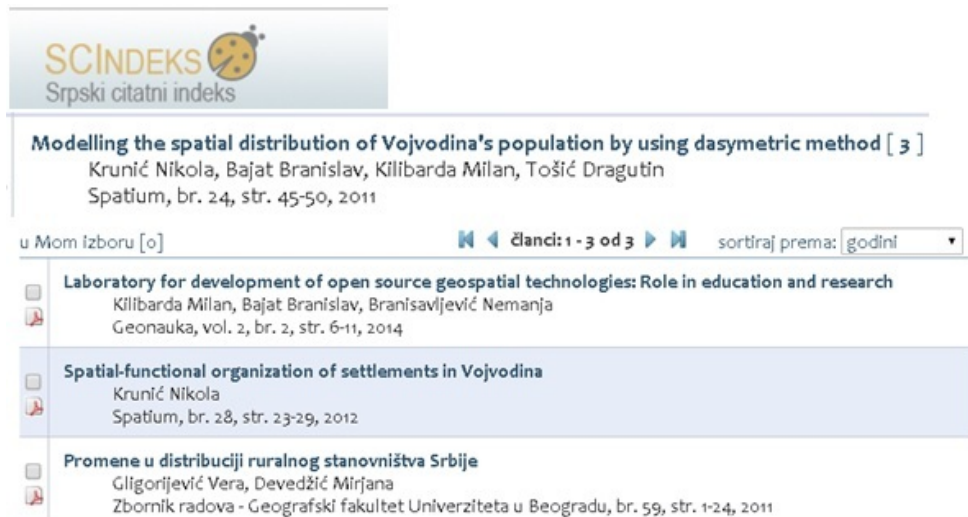 SCINDEKS
Srpski citatni indeks
Modelling the spatial distribution of Vojvodina's population by using dasymetric method [ 3 ]
Krunić Nikola, Bajat Branislav, Kilibarda Milan, Tošić Dragutin
Spatium, br. 24, str. 45-50, 2011
u Mom izboru [0] članci: 1 - 3 od 3 sortiraj prema: godini
Laboratory for development of open source geospatial technologies: Role in education and research
Kilibarda Milan, Bajat Branislav, Branisavljević Nemanja
Geonauka, vol. 2, br. 2, str. 6-11, 2014
Spatial-functional organization of settlements in Vojvodina
Krunić Nikola
Spatium, br. 28, str. 23-29, 2012
Promene u distribuciji ruralnog stanovništva Srbije
Gligorijević Vera, Devedžić Mirjana
Zbornik radova - Geografski fakultet Univerziteta u Beogradu, br. 59, str. 1-24, 2011